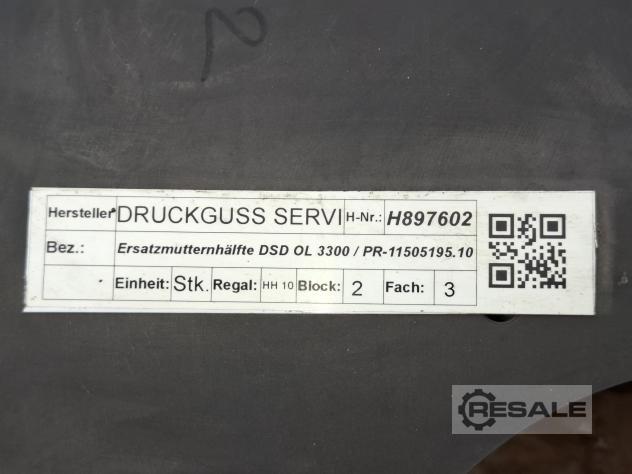 2
Hersteller DRUCKGUSS SERVI H-Nr.: H897602
Bez.: Ersatzmutternhälfte DSD OL 3300 / PR-11505195.10
Einheit: Stk. Regal: HH 10 Block: 2 Fach: 3
RESALE